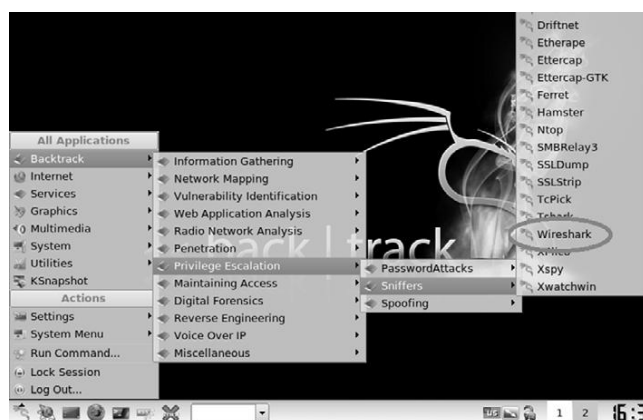 All Applications
Backtrack
Internet
Services
Graphics
Multimedia
System
Utilities
KSnapshot
Actions
Settings
System Menu
Run Command...
Lock Session
Log Out...
Information Gathering
Network Mapping
Vulnerability Identification
Web Application Analysis
Radio Network Analysis
Penetration
Privilege Escalation
Maintaining Access
Digital Forensics
Reverse Engineering
Voice Over IP
Miscellaneous
PasswordAttacks
Sniffers
Spoofing
Driftnet
Etherape
Ettercap
Ettercap-GTK
Ferret
Hamster
Ntop
SMBRelay3
SSLDump
SSLStrip
TcPick
Tshark
Wireshark
Xplico
Xspy
Xwatchwin
back | track
us
1 2